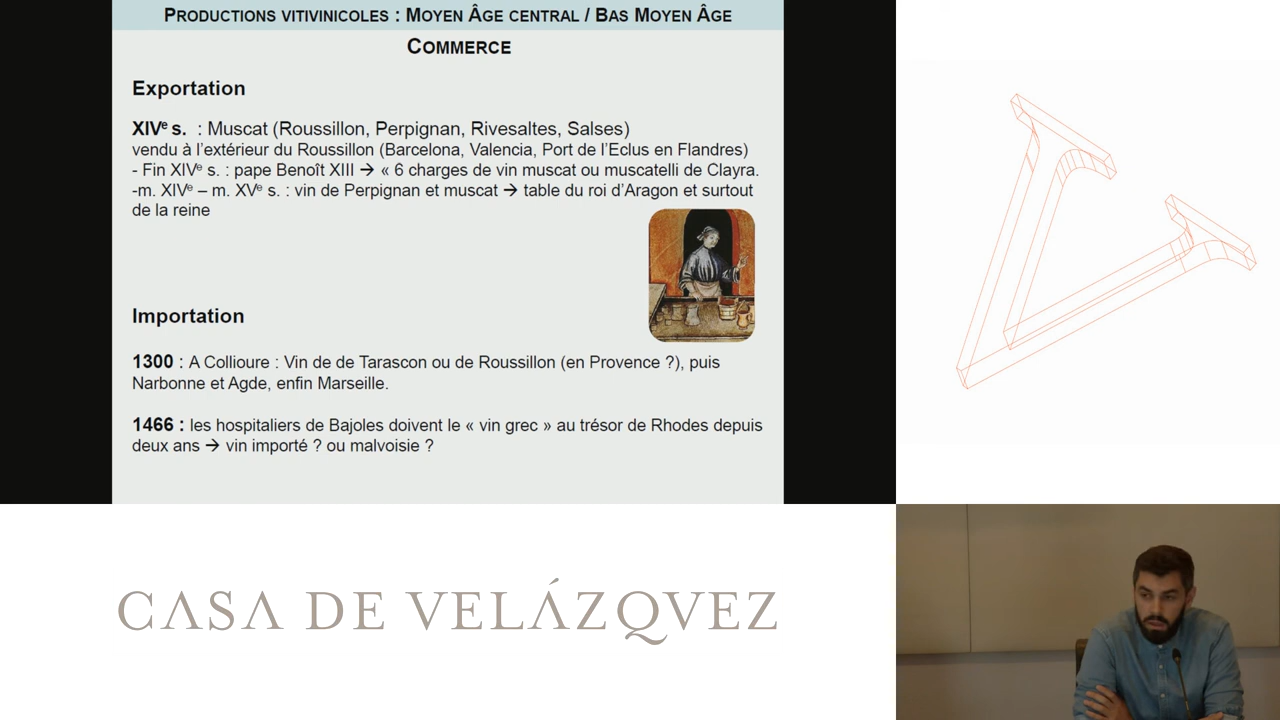 PRODUCTIONS VITIVINICOLES : MOYEN ÂGE CENTRAL / BAS MOYEN ÂGE
COMMERCE
Exportation
XIVe s. : Muscat (Roussillon, Perpignan, Rivesaltes, Salses)
vendu à l'extérieur du Roussillon (Barcelona, Valencia, Port de l'Eclus en Flandres)
- Fin XIVe s. : pape Benoît XIII → « 6 charges de vin muscat ou muscatelli de Clayra.
-m. XIVe – m. XVe s. : vin de Perpignan et muscat → table du roi d'Aragon et surtout
de la reine
Importation
1300 : A Collioure : Vin de de Tarascon ou de Roussillon (en Provence ?), puis
Narbonne et Agde, enfin Marseille.
1466 : les hospitaliers de Bajoles doivent le « vin grec » au trésor de Rhodes depuis
deux ans → vin importé ? ou malvoisie ?
CASA DE VELÁZQVEZ